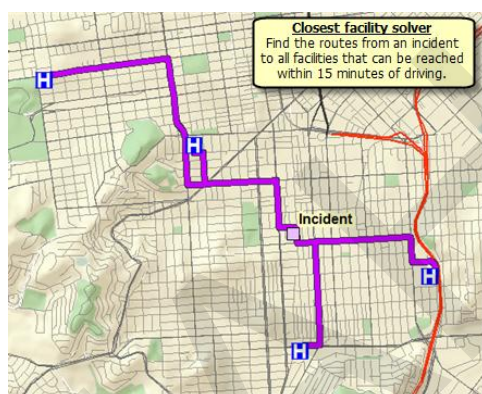 Closest facility solver
Find the routes from an incident
to all facilities that can be reached
within 15 minutes of driving.
H
H
Incident
H
H